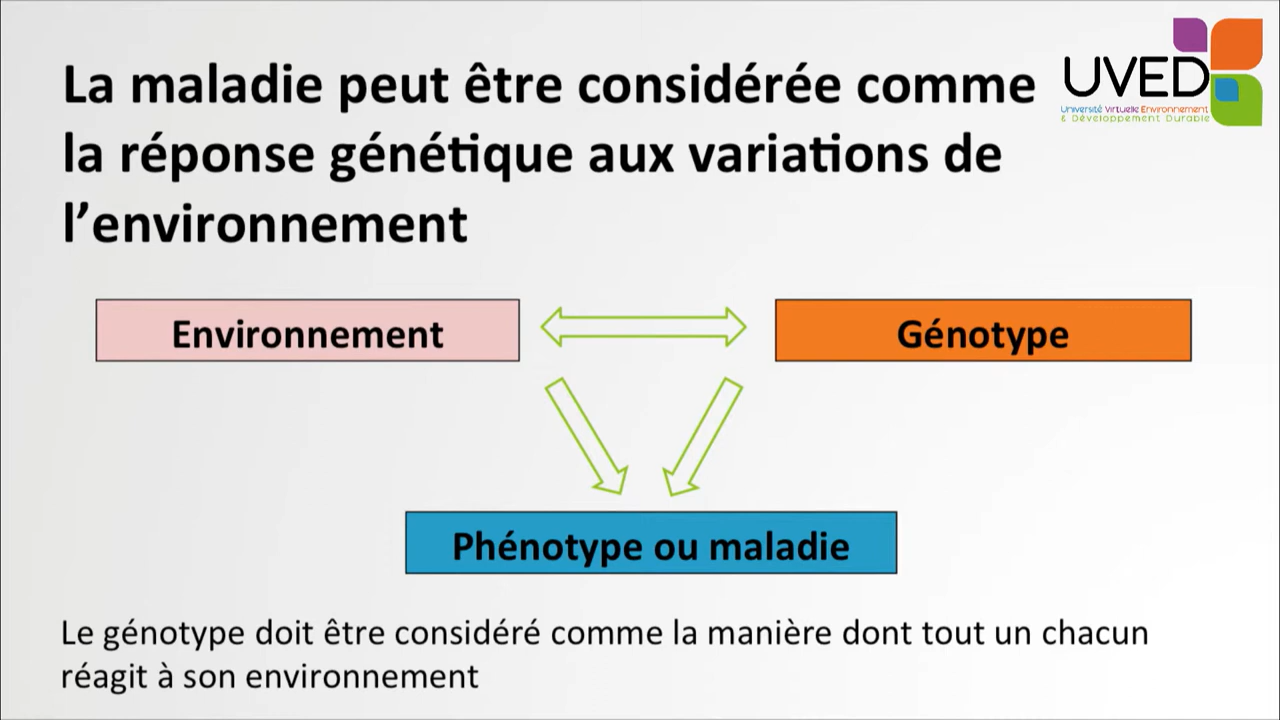 La maladie peut être considérée comme
la réponse génétique aux variations de
l’environnement
UVED
Université Virtuelle Environnement
& Développement Durable
Environnement
Génotype
Phénotype ou maladie
Le génotype doit être considéré comme la manière dont tout un chacun
réagit à son environnement